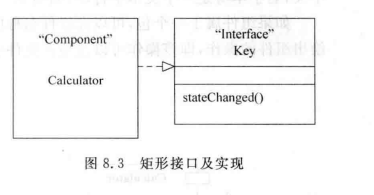 “Component”
Calculator
“Interface”
Key
stateChanged()
图 8.3 矩形接口及实现